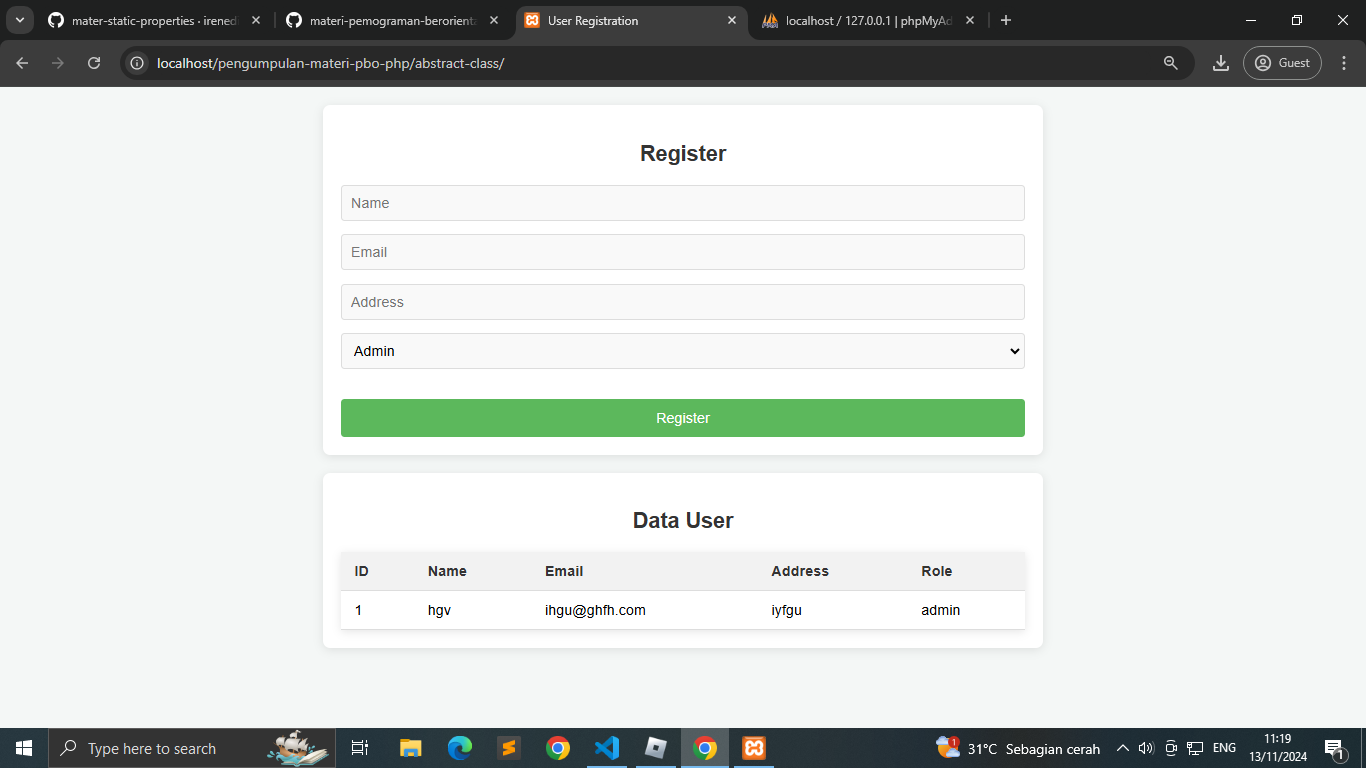 mater-static-properties · irened
materi-pemograman-berorienta
User Registration
localhost / 127.0.0.1 | phpMyAd
localhost/pengumpulan-materi-pbo-php/abstract-class/
Guest
Register
Name
Email
Address
Admin
Register
Data User
ID Name Email Address Role
1 hgv ihgu@ghfh.com iyfgu admin
Type here to search
1
31°C Sebagian cerah
ENG
11:19
13/11/2024
1